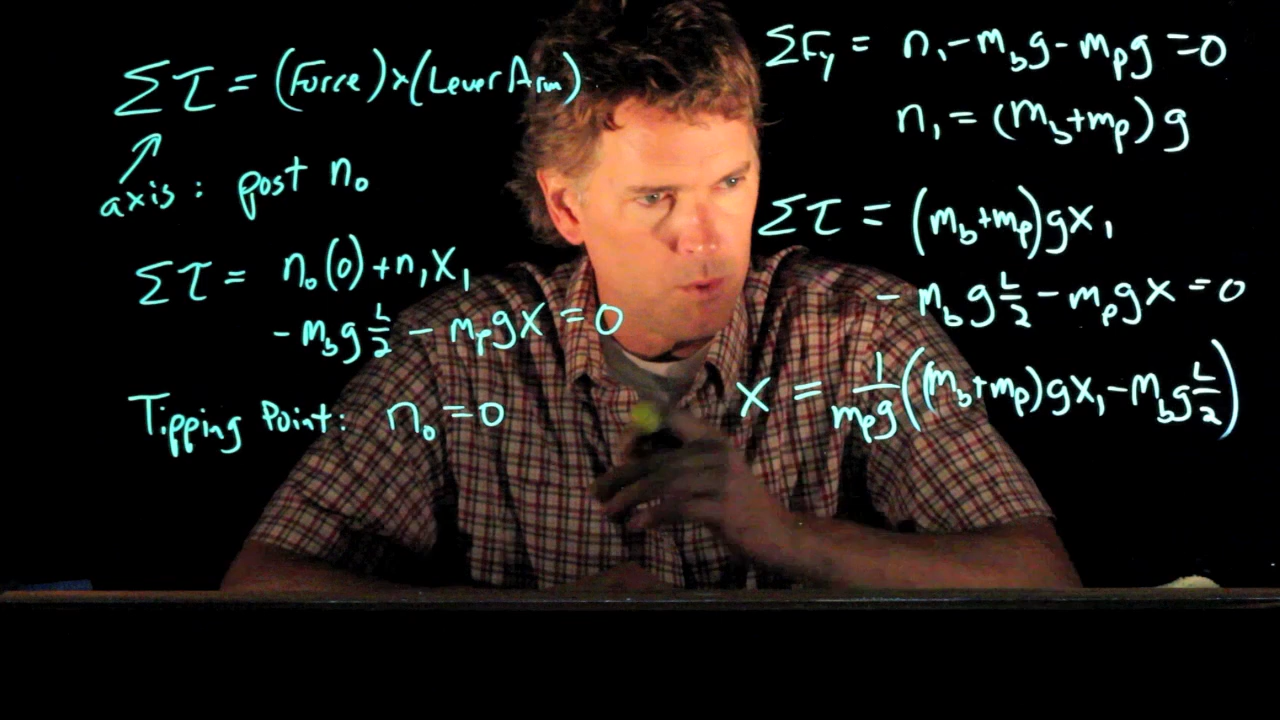 Στ = (Force)x(Lever Arm)
axis: post n₀
Στ = n₀(0)+n₁x₁
- m_b g L/2 - m_p g x = 0
Tipping Point: n₀ = 0
ΣF_y = n₁-m_b g-m_p g =0
n₁ = (m_b+m_p) g
Στ = (m_b+m_p)gx₁
- m_b g L/2 - m_p g x = 0
x = 1/(m_p g) ((m_b+m_p)gx₁-m_b g L/2)